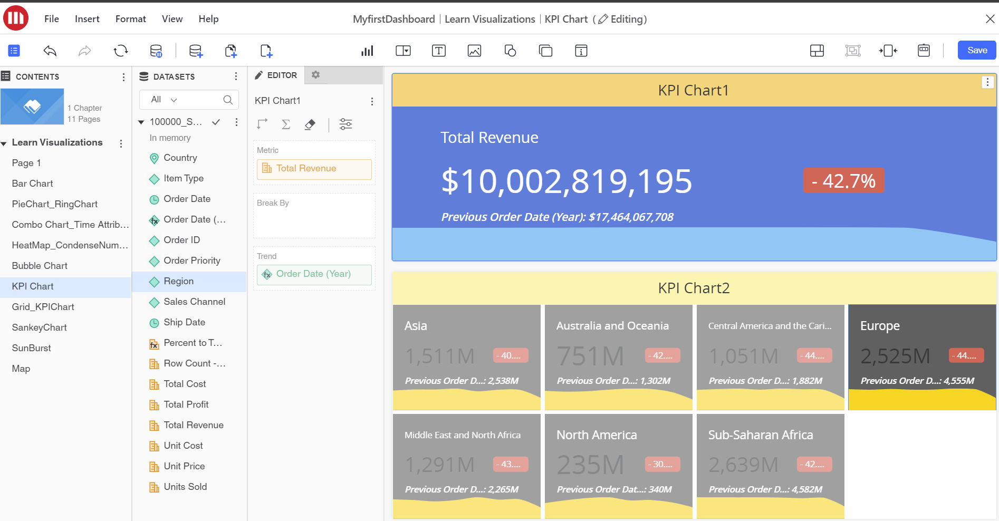 File Insert Format View Help
MyfirstDashboard | Learn Visualizations | KPI Chart ( Editing)
Save
CONTENTS
1 Chapter
11 Pages
Learn Visualizations
Page 1
Bar Chart
PieChart_RingChart
Combo Chart_Time Attrib...
HeatMap_CondenseNum...
Bubble Chart
KPI Chart
Grid_KPIChart
SankeyChart
SunBurst
Map
DATASETS
All
100000_S...
In memory
Country
Item Type
Order Date
Order Date (...
Order ID
Order Priority
Region
Sales Channel
Ship Date
Percent to T...
Row Count -...
Total Cost
Total Profit
Total Revenue
Unit Cost
Unit Price
Units Sold
EDITOR
KPI Chart1
Metric
Total Revenue
Break By
Trend
Order Date (Year)
KPI Chart1
Total Revenue
$10,002,819,195
- 42.7%
Previous Order Date (Year): $17,464,067,708
KPI Chart2
Asia
1,511M
- 40....
Previous Order D...: 2,538M
Australia and Oceania
751M
- 42....
Previous Order D...: 1,302M
Central America and the Cari...
1,051M
- 44....
Previous Order D...: 1,882M
Europe
2,525M
- 44....
Previous Order D...: 4,555M
Middle East and North Africa
1,291M
- 43....
Previous Order D...: 2,265M
North America
235M
- 30....
Previous Order Dat...: 340M
Sub-Saharan Africa
2,639M
- 42....
Previous Order D...: 4,582M